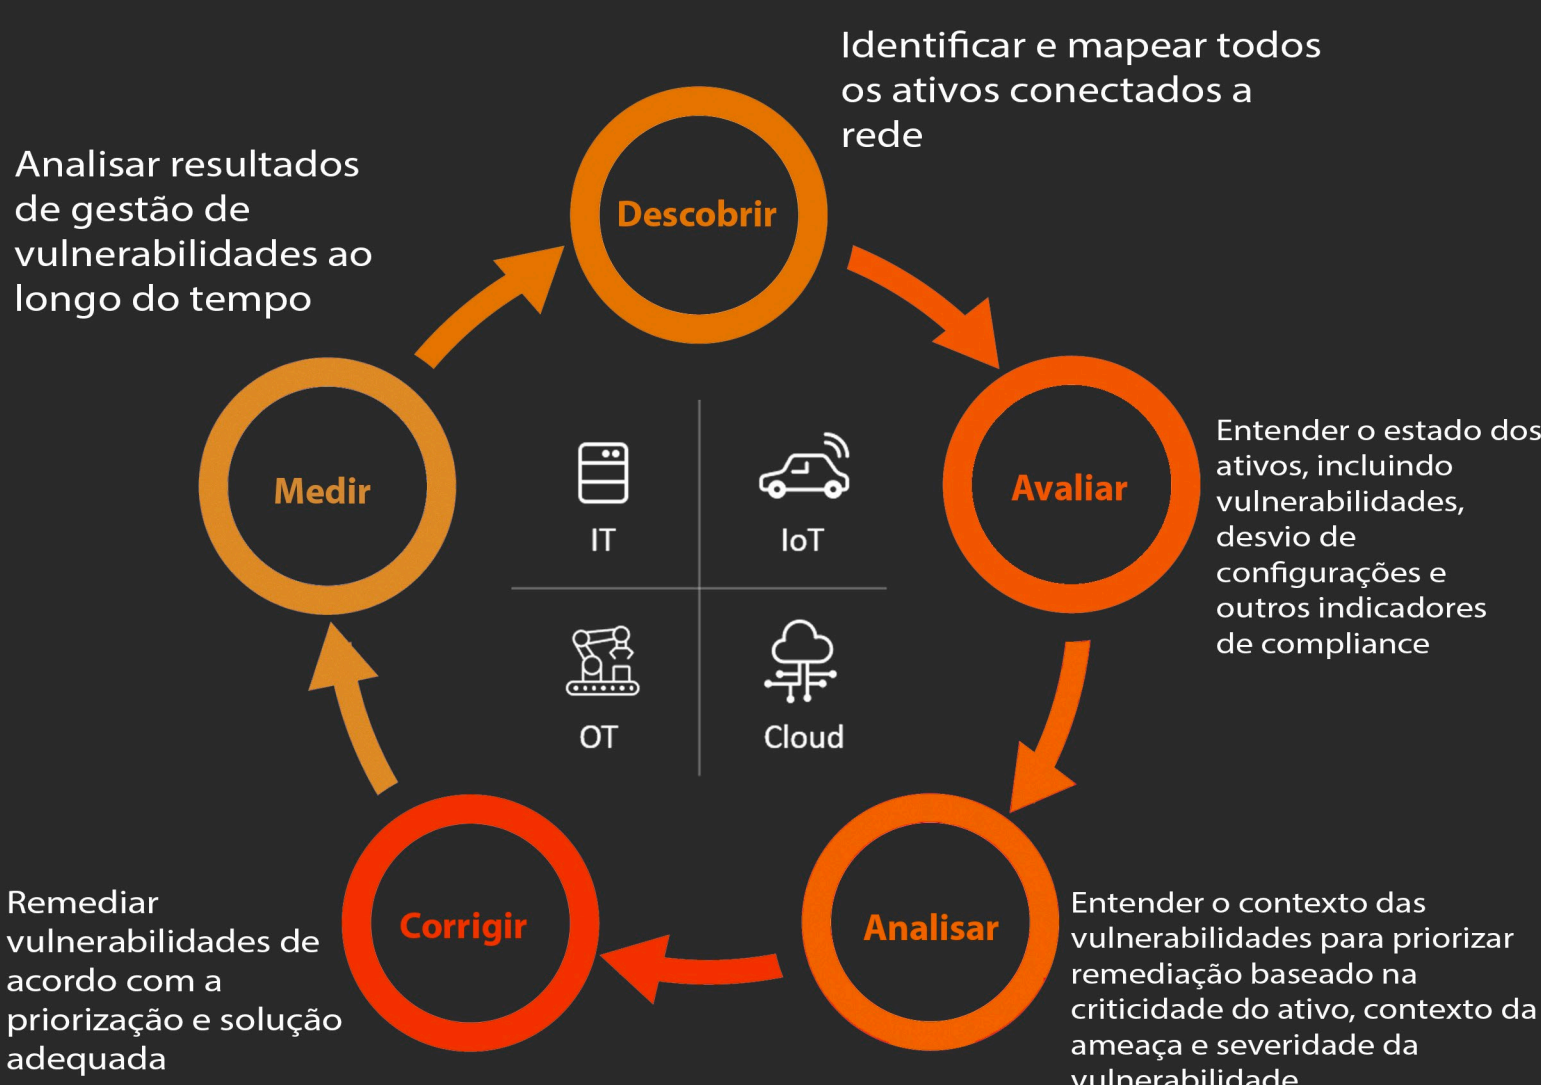 Identificar e mapear todos
os ativos conectados a
rede
Descobrir
Analisar resultados
de gestão de
vulnerabilidades ao
longo do tempo
Medir
IT
IoT
OT
Cloud
Avaliar
Entender o estado dos
ativos, incluindo
vulnerabilidades,
desvio de
configurações e
outros indicadores
de compliance
Analisar
Entender o contexto das
vulnerabilidades para priorizar
remediação baseado na
criticidade do ativo, contexto da
ameaça e severidade da
vulnerabilidade
Corrigir
Remediar
vulnerabilidades de
acordo com a
priorização e solução
adequada